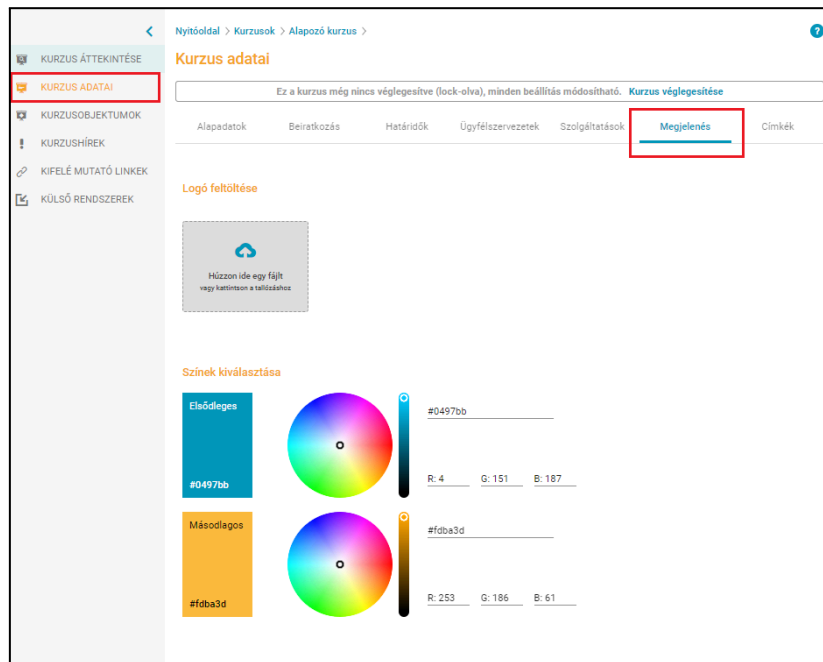 Nyitóoldal > Kurzusok > Alapozó kurzus >
?
KURZUS ÁTTEKINTÉSE
KURZUS ADATAI
KURZUSOBJEKTUMOK
KURZUSHÍREK
KIFELÉ MUTATÓ LINKEK
KÜLSŐ RENDSZEREK
Kurzus adatai
Ez a kurzus még nincs véglegesítve (lock-olva), minden beállítás módosítható. Kurzus véglegesítése
Alapadatok Beiratkozás Határidők Ügyfélszervezetek Szolgáltatások Megjelenés Címkék
Logó feltöltése
Húzzon ide egy fájlt
vagy kattintson a tallózáshoz
Színek kiválasztása
Elsődleges
#0497bb
#0497bb
R: 4 G: 151 B: 187
Másodlagos
#fdba3d
#fdba3d
R: 253 G: 186 B: 61